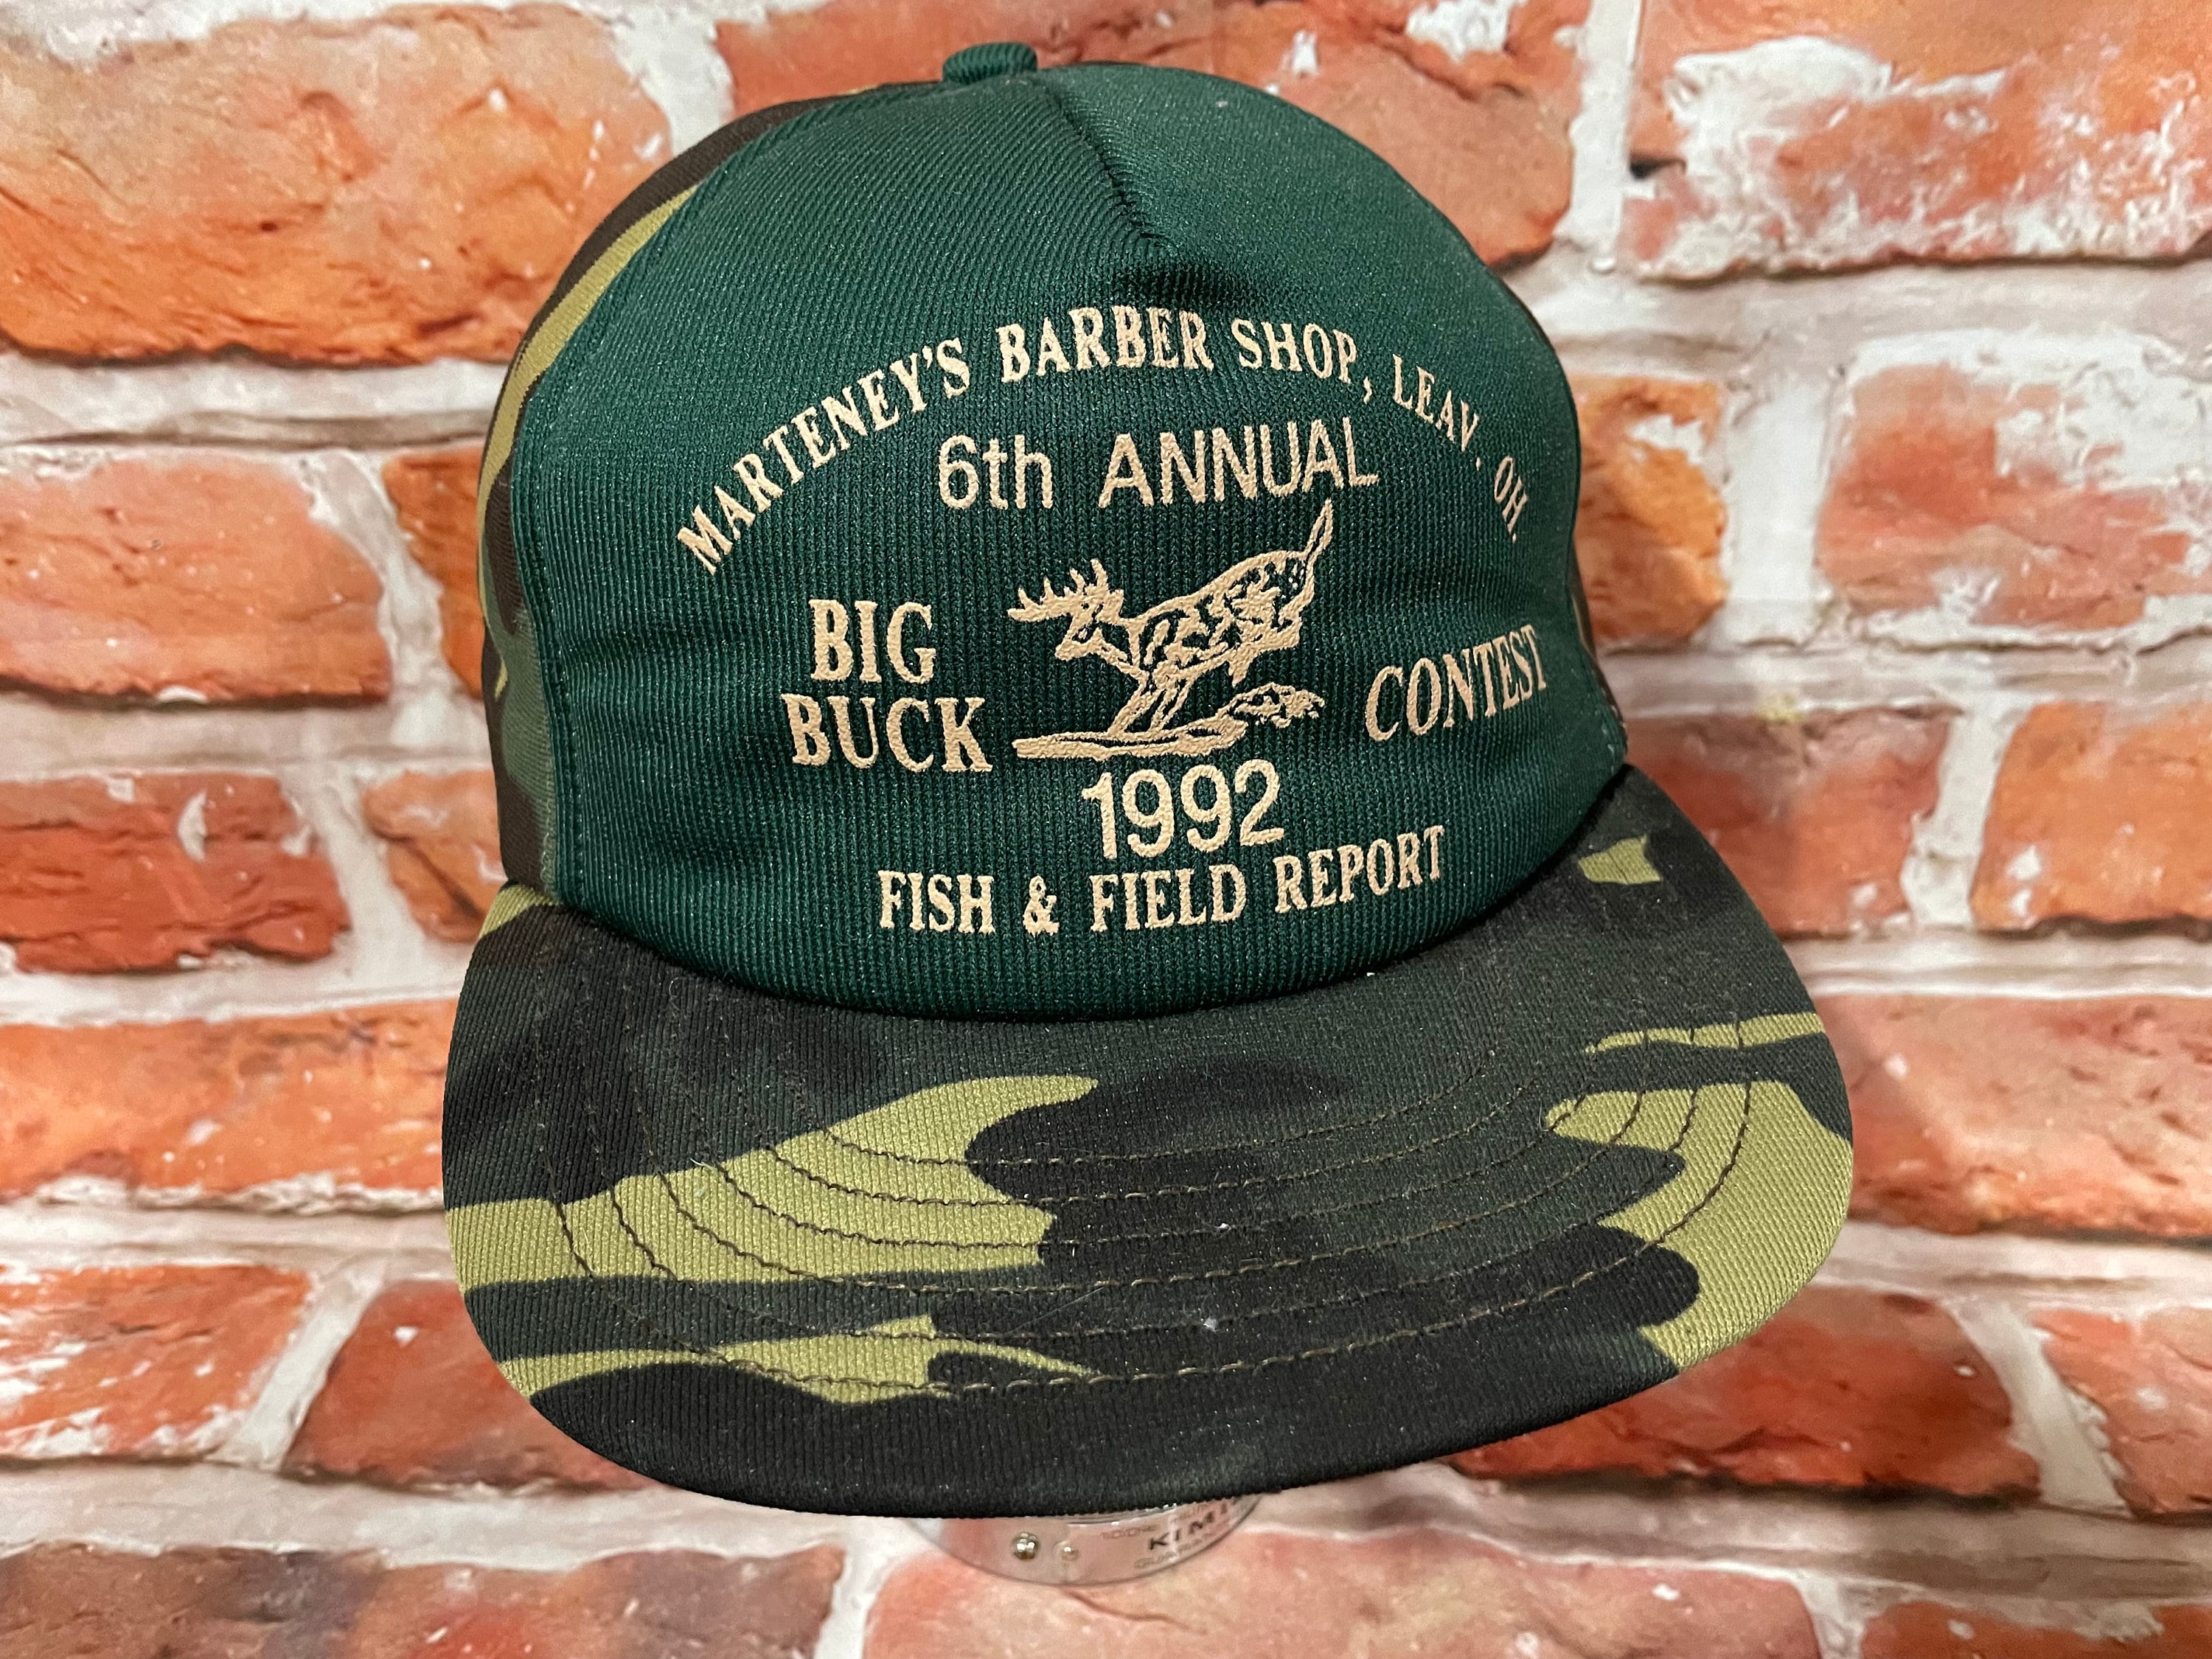 MARTENEY'S BARBER SHOP, LEAV. OH.
6th ANNUAL
BIG BUCK CONTEST
1992
FISH & FIELD REPORT